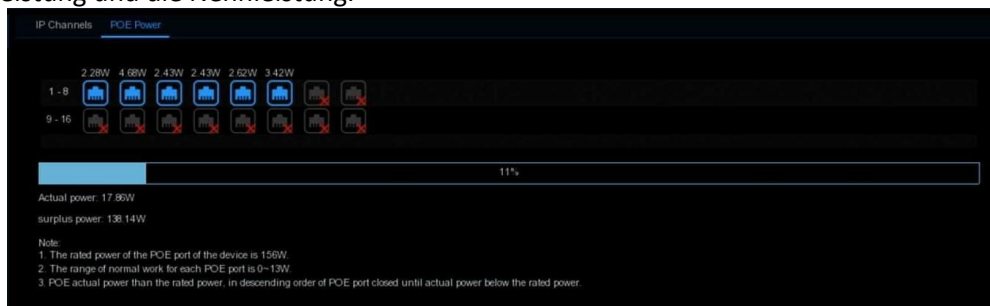 IP Channels POE Power
2.28W 4.68W 2.43W 2.43W 2.62W 3.42W
1 - 8
9 - 16
11%
Actual power: 17.86W
surplus power: 138.14W
Note:
1. The rated power of the POE port of the device is 156W.
2. The range of normal work for each POE port is 0~13W.
3. POE actual power than the rated power, in descending order of POE port closed until actual power below the rated power.